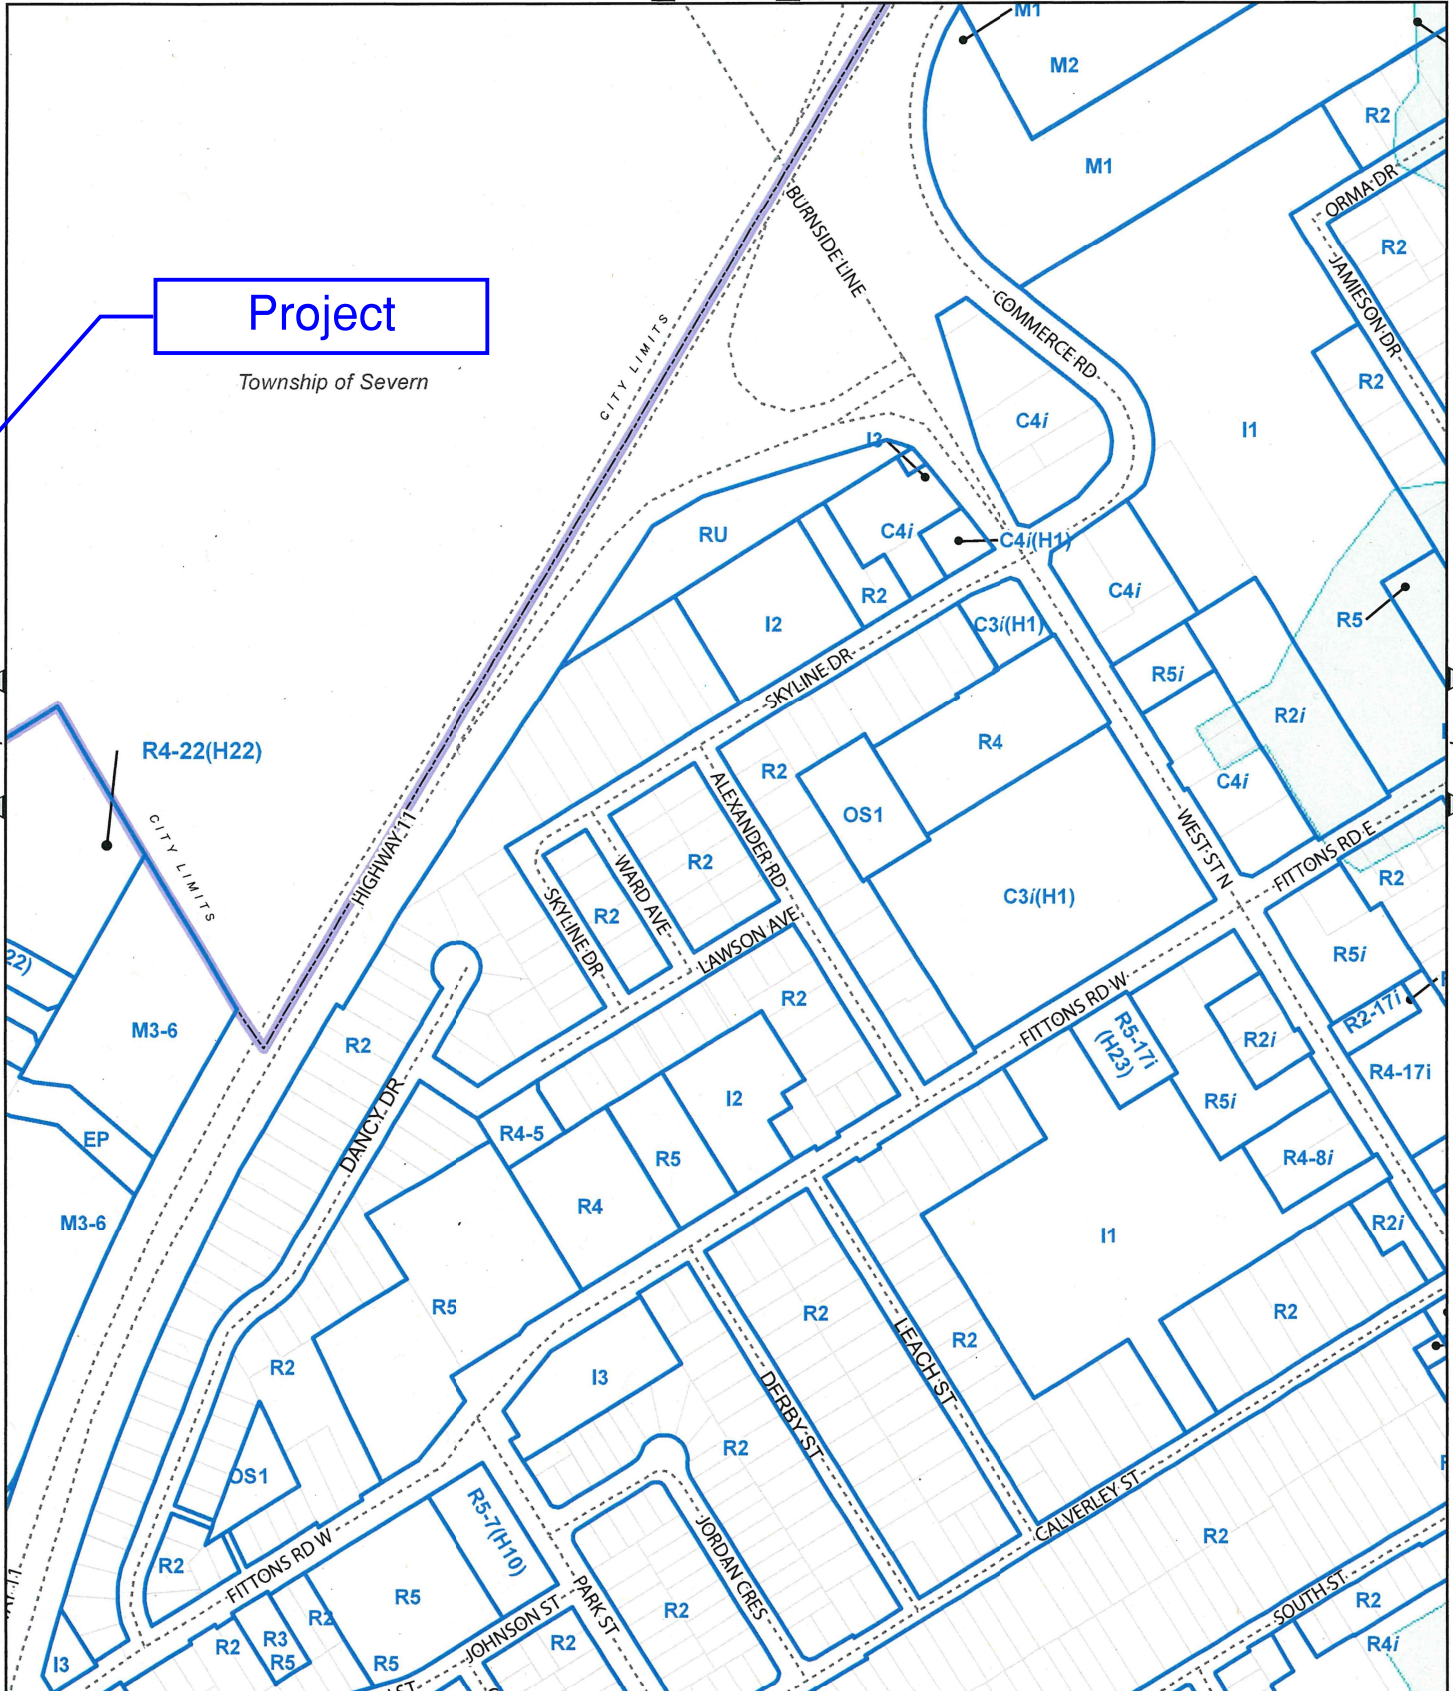 M1
M2
R2
M1
ORMA DR
R2
BURNSIDE LINE
JAMIESON DR
Project
Township of Severn
CITY LIMITS
COMMERCE RD
R2
C4i
I1
I3
RU
C4i
C4i(H1)
C4i
R2
R5
I2
C3i(H1)
SKYLINE DR
R5i
R4-22(H22)
R4
R2i
R2
C4i
CITY LIMITS
HIGHWAY 11
ALEXANDER RD
OS1
WEST ST N
FITTONS RD E
R2
WARD AVE
R2
C3i(H1)
R2
SKYLINE DR
LAWSON AVE
R5i
22)
R2
R2-17i
M3-6
R2
FITTONS RD W
R5-17i
(H23)
R2i
R4-17i
I2
R5i
DANCY DR
EP
R4-5
R5
R4-8i
R4
M3-6
R2i
I1
R5
R2
R2
LEACH ST
R2
R2
I3
DERBY ST
R2
OS1
CALVERLEY ST
R5-7(H10)
R2
JORDAN CRES
R2
FITTONS RD W
R5
PARK ST
SOUTH ST
R2
R2
R2
JOHNSON ST
R2
R3
R5
R2
R4i
I3
R5
ST